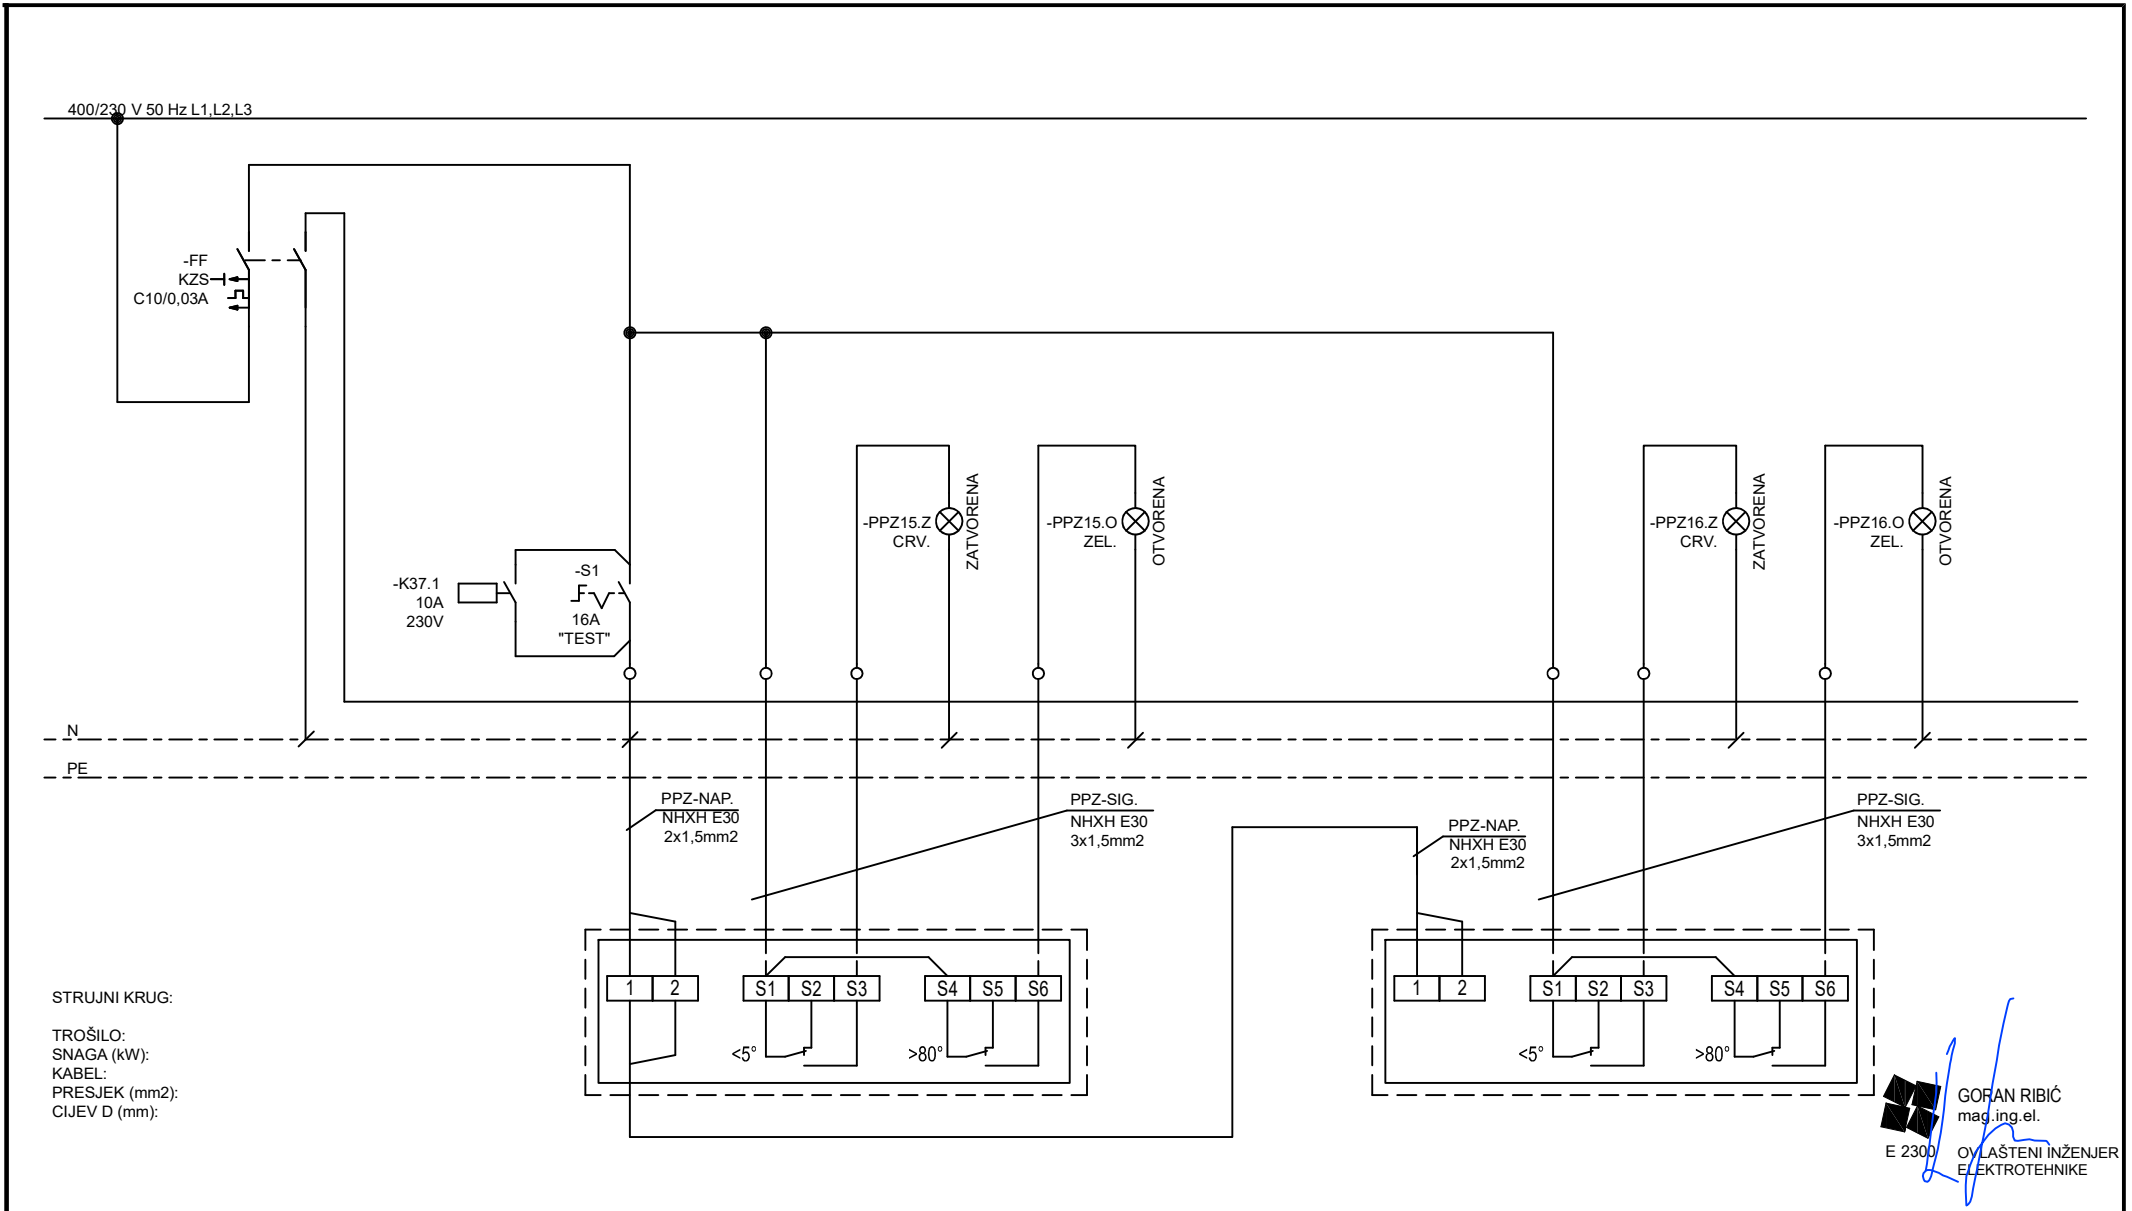 400/230 V 50 Hz L1,L2,L3
-FF
KZS
C10/0,03A
-K37.1
10A
230V
-S1
16A
"TEST"
-PPZ15.Z
CRV.
ZATVORENA
-PPZ15.O
ZEL.
OTVORENA
-PPZ16.Z
CRV.
ZATVORENA
-PPZ16.O
ZEL.
OTVORENA
N
PE
PPZ-NAP.
NHXH E30
2x1,5mm2
PPZ-SIG.
NHXH E30
3x1,5mm2
PPZ-NAP.
NHXH E30
2x1,5mm2
PPZ-SIG.
NHXH E30
3x1,5mm2
1 2 S1 S2 S3 S4 S5 S6
<5° >80°
1 2 S1 S2 S3 S4 S5 S6
<5° >80°
STRUJNI KRUG:
TROŠILO:
SNAGA (kW):
KABEL:
PRESJEK (mm2):
CIJEV D (mm):
GORAN RIBIĆ
mag.ing.el.
E 2300
OVLAŠTENI INŽENJER
ELEKTROTEHNIKE